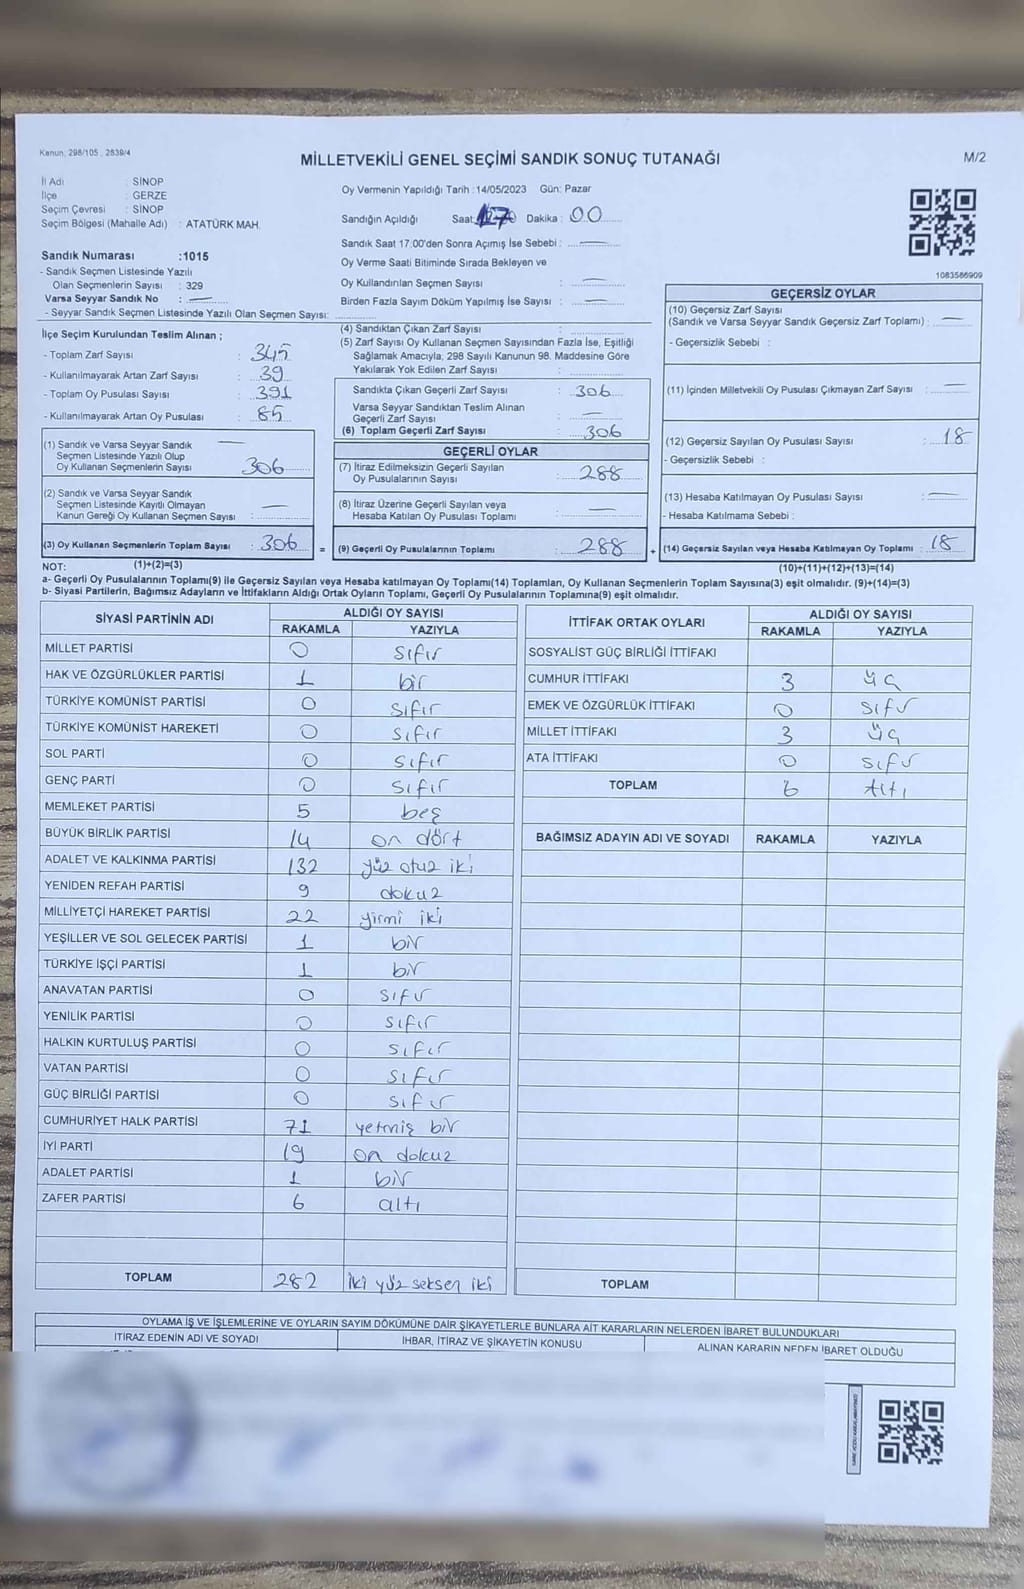 Kanun, 298/105 , 2839/4
MİLLETVEKİLİ GENEL SEÇİMİ SANDIK SONUÇ TUTANAĞI
M/2
İl Adı : SİNOP
İlçe : GERZE
Seçim Çevresi : SİNOP
Seçim Bölgesi (Mahalle Adı) : ATATÜRK MAH.
Sandık Numarası :1015
- Sandık Seçmen Listesinde Yazılı
Olan Seçmenlerin Sayısı : 329
Varsa Seyyar Sandık No : —
- Seyyar Sandık Seçmen Listesinde Yazılı Olan Seçmen Sayısı:
Oy Vermenin Yapıldığı Tarih : 14/05/2023 Gün: Pazar
Sandığın Açıldığı Saat: 17 Dakika : 00
Sandık Saat 17.00'den Sonra Açımış İse Sebebi : —
Oy Verme Saati Bitiminde Sırada Bekleyen ve
Oy Kullandırılan Seçmen Sayısı : —
Birden Fazla Sayım Döküm Yapılmış İse Sayısı : —
1083586909
İlçe Seçim Kurulundan Teslim Alınan ;
- Toplam Zarf Sayısı : 345
- Kullanılmayarak Artan Zarf Sayısı : 39
- Toplam Oy Pusulası Sayısı : 391
- Kullanılmayarak Artan Oy Pusulası : 85
(1) Sandık ve Varsa Seyyar Sandık —
Seçmen Listesinde Yazılı Olup
Oy Kullanan Seçmenlerin Sayısı 306
(2) Sandık ve Varsa Seyyar Sandık
Seçmen Listesinde Kayıtlı Olmayan
Kanun Gereği Oy Kullanan Seçmen Sayısı : —
(3) Oy Kullanan Seçmenlerin Toplam Sayısı : 306 =
(1)+(2)=(3)
(4) Sandıktan Çıkan Zarf Sayısı :
(5) Zarf Sayısı Oy Kullanan Seçmen Sayısından Fazla İse, Eşitliği
Sağlamak Amacıyla, 298 Sayılı Kanunun 98. Maddesine Göre
Yakılarak Yok Edilen Zarf Sayısı :
Sandıkta Çıkan Geçerli Zarf Sayısı : 306
Varsa Seyyar Sandıktan Teslim Alınan
Geçerli Zarf Sayısı : —
(6) Toplam Geçerli Zarf Sayısı : 306
GEÇERLİ OYLAR
(7) İtiraz Edilmeksizin Geçerli Sayılan
Oy Pusulalarının Sayısı : 288
(8) İtiraz Üzerine Geçerli Sayılan veya
Hesaba Katılan Oy Pusulası Toplamı : —
(9) Geçerli Oy Pusulalarının Toplamı : 288 +
GEÇERSİZ OYLAR
(10) Geçersiz Zarf Sayısı
(Sandık ve Varsa Seyyar Sandık Geçersiz Zarf Toplamı) : —
- Geçersizlik Sebebi :
(11) İçinden Milletvekili Oy Pusulası Çıkmayan Zarf Sayısı : —
(12) Geçersiz Sayılan Oy Pusulası Sayısı : 18
- Geçersizlik Sebebi :
(13) Hesaba Katılmayan Oy Pusulası Sayısı : —
- Hesaba Katılmama Sebebi :
(14) Geçersiz Sayılan veya Hesaba Katılmayan Oy Toplamı : 18
(10)+(11)+(12)+(13)=(14)
NOT:
a- Geçerli Oy Pusulalarının Toplamı(9) ile Geçersiz Sayılan veya Hesaba katılmayan Oy Toplamı(14) Toplamları, Oy Kullanan Seçmenlerin Toplam Sayısına(3) eşit olmalıdır. (9)+(14)=(3)
b- Siyasi Partilerin, Bağımsız Adayların ve İttifakların Aldığı Ortak Oyların Toplamı, Geçerli Oy Pusulalarının Toplamına(9) eşit olmalıdır.
SİYASİ PARTİNİN ADI ALDIĞI OY SAYISI
RAKAMLA YAZIYLA
MİLLET PARTİSİ 0 sıfır
HAK VE ÖZGÜRLÜKLER PARTİSİ 1 bir
TÜRKİYE KOMÜNİST PARTİSİ 0 sıfır
TÜRKİYE KOMÜNİST HAREKETİ 0 sıfır
SOL PARTİ 0 sıfır
GENÇ PARTİ 0 sıfır
MEMLEKET PARTİSİ 5 beş
BÜYÜK BİRLİK PARTİSİ 14 on dört
ADALET VE KALKINMA PARTİSİ 132 yüz otuz iki
YENİDEN REFAH PARTİSİ 9 dokuz
MİLLİYETÇİ HAREKET PARTİSİ 22 yirmi iki
YEŞİLLER VE SOL GELECEK PARTİSİ 1 bir
TÜRKİYE İŞÇİ PARTİSİ 1 bir
ANAVATAN PARTİSİ 0 sıfır
YENİLİK PARTİSİ 0 sıfır
HALKIN KURTULUŞ PARTİSİ 0 sıfır
VATAN PARTİSİ 0 sıfır
GÜÇ BİRLİĞİ PARTİSİ 0 sıfır
CUMHURİYET HALK PARTİSİ 71 yetmiş bir
İYİ PARTİ 19 on dokuz
ADALET PARTİSİ 1 bir
ZAFER PARTİSİ 6 altı
TOPLAM 282 iki yüz seksen iki
İTTİFAK ORTAK OYLARI ALDIĞI OY SAYISI
RAKAMLA YAZIYLA
SOSYALİST GÜÇ BİRLİĞİ İTTİFAKI
CUMHUR İTTİFAKI 3 üç
EMEK VE ÖZGÜRLÜK İTTİFAKI 0 sıfır
MİLLET İTTİFAKI 3 üç
ATA İTTİFAKI 0 sıfır
TOPLAM 6 altı
BAĞIMSIZ ADAYIN ADI VE SOYADI RAKAMLA YAZIYLA
TOPLAM
OYLAMA İŞ VE İŞLEMLERİNE VE OYLARIN SAYIM DÖKÜMÜNE DAİR ŞİKAYETLERLE BUNLARA AİT KARARLARIN NELERDEN İBARET BULUNDUKLARI
İTİRAZ EDENİN ADI VE SOYADI İHBAR, İTİRAZ VE ŞİKAYETİN KONUSU ALINAN KARARIN NEDEN İBARET OLDUĞU